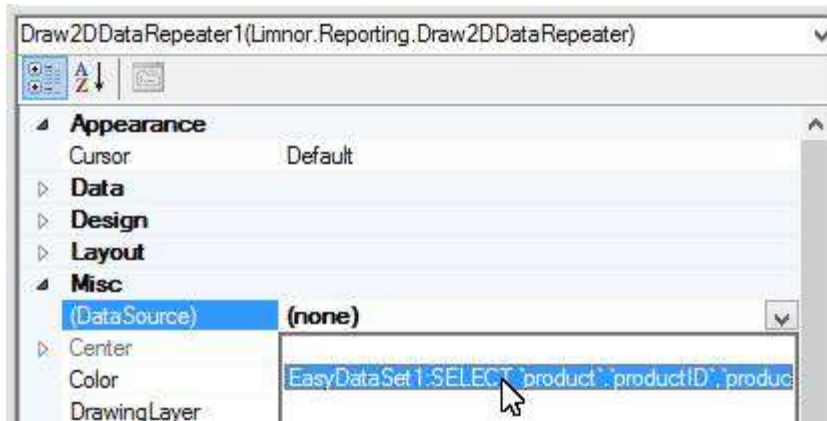 Draw2DDataRepeater1(Limnor.Reporting.Draw2DDataRepeater)
Appearance
Cursor Default
Data
Design
Layout
Misc
(DataSource) (none)
Center
Color EasyDataSet1:SELECT `product`.`productID`,`produc
DrawingLayer